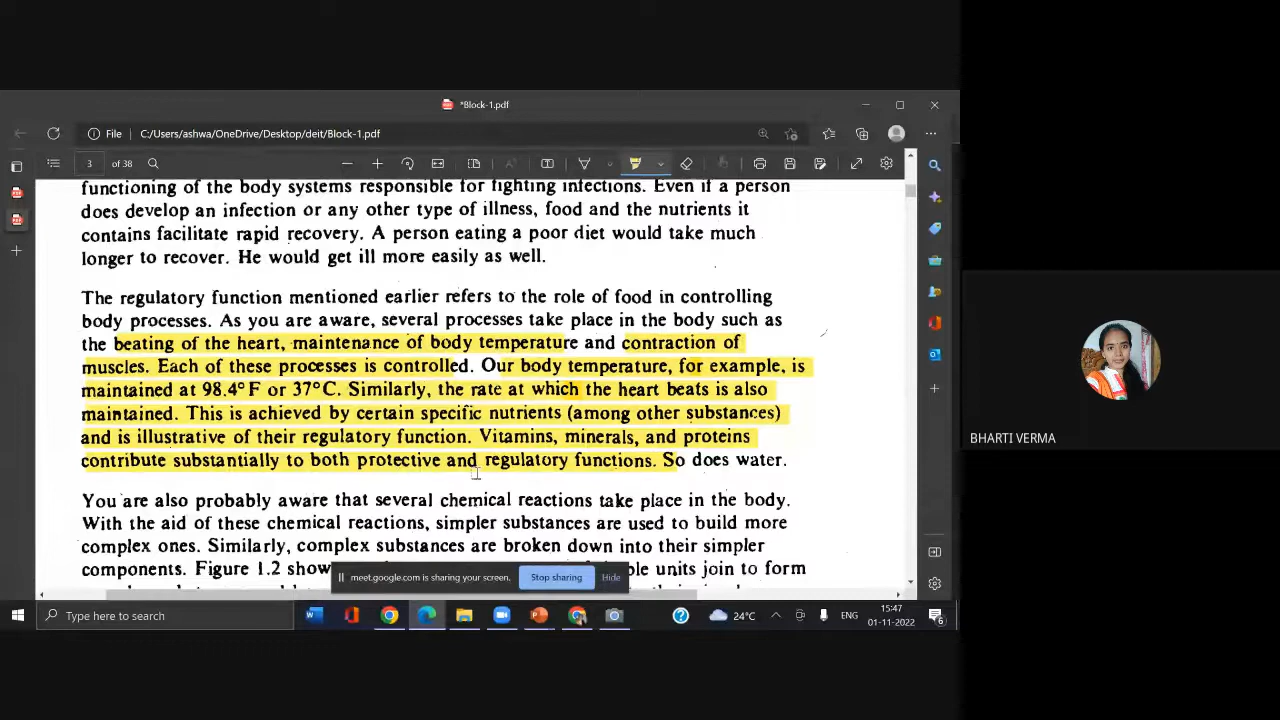 *Block-1.pdf
File C:/Users/ashwa/OneDrive/Desktop/deit/Block-1.pdf
3 of 38
functioning of the body systems responsible for fighting infections. Even if a person
does develop an infection or any other type of illness, food and the nutrients it
contains facilitate rapid recovery. A person eating a poor diet would take much
longer to recover. He would get ill more easily as well.
The regulatory function mentioned earlier refers to the role of food in controlling
body processes. As you are aware, several processes take place in the body such as
the beating of the heart, maintenance of body temperature and contraction of
muscles. Each of these processes is controlled. Our body temperature, for example, is
maintained at 98.4° F or 37°C. Similarly, the rate at which the heart beats is also
maintained. This is achieved by certain specific nutrients (among other substances)
and is illustrative of their regulatory function. Vitamins, minerals, and proteins
contribute substantially to both protective and regulatory functions. So does water.
You are also probably aware that several chemical reactions take place in the body.
With the aid of these chemical reactions, simpler substances are used to build more
complex ones. Similarly, complex substances are broken down into their simpler
components. Figure 1.2 show ple units join to form
meet.google.com is sharing your screen. Stop sharing Hide
BHARTI VERMA
Type here to search
24°C ENG 15:47
01-11-2022 6